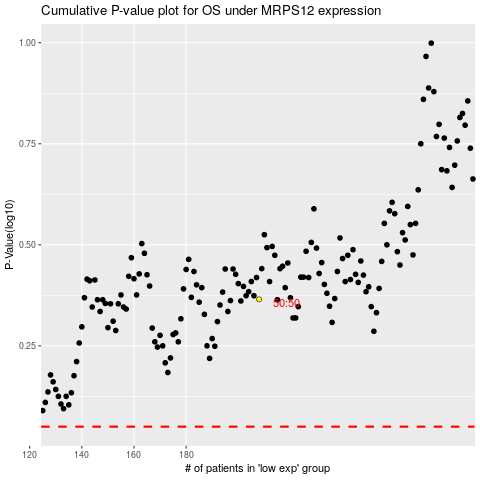 Cumulative P-value plot for OS under MRPS12 expression
P-Value(log10)
1.00
0.75
0.50
0.25
50:50
120 140 160 180
# of patients in 'low exp' group